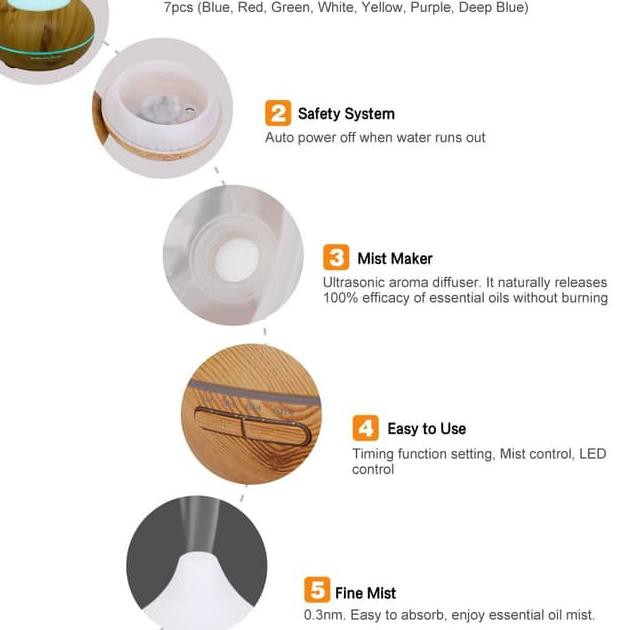 7pcs (Blue, Red, Green, White, Yellow, Purple, Deep Blue)
2 Safety System
Auto power off when water runs out
3 Mist Maker
Ultrasonic aroma diffuser. It naturally releases
100% efficacy of essential oils without burning
4 Easy to Use
Timing function setting, Mist control, LED
control
5 Fine Mist
0.3nm. Easy to absorb, enjoy essential oil mist.